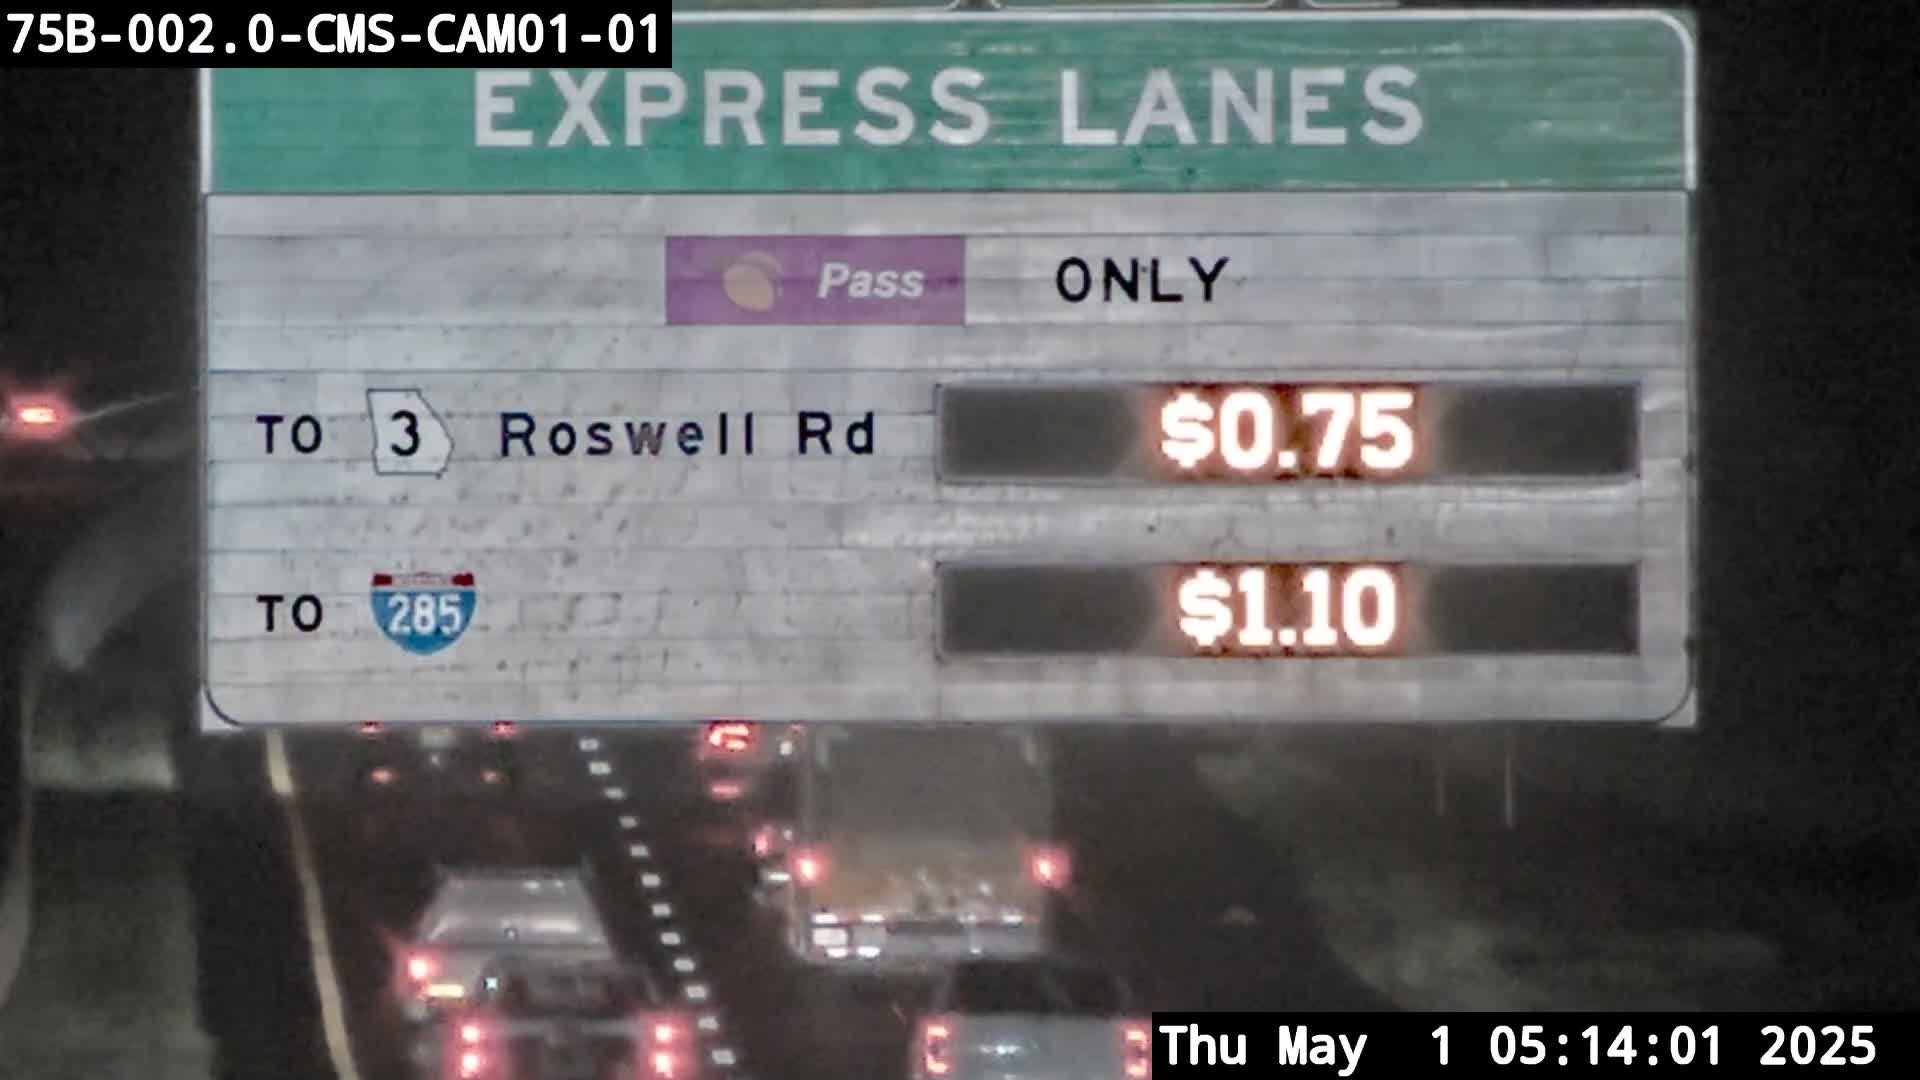 75B-002.0-CMS-CAM01-01
EXPRESS LANES
Pass ONLY
TO 3 Roswell Rd $0.75
TO 285 $1.10
Thu May 1 05:14:01 2025